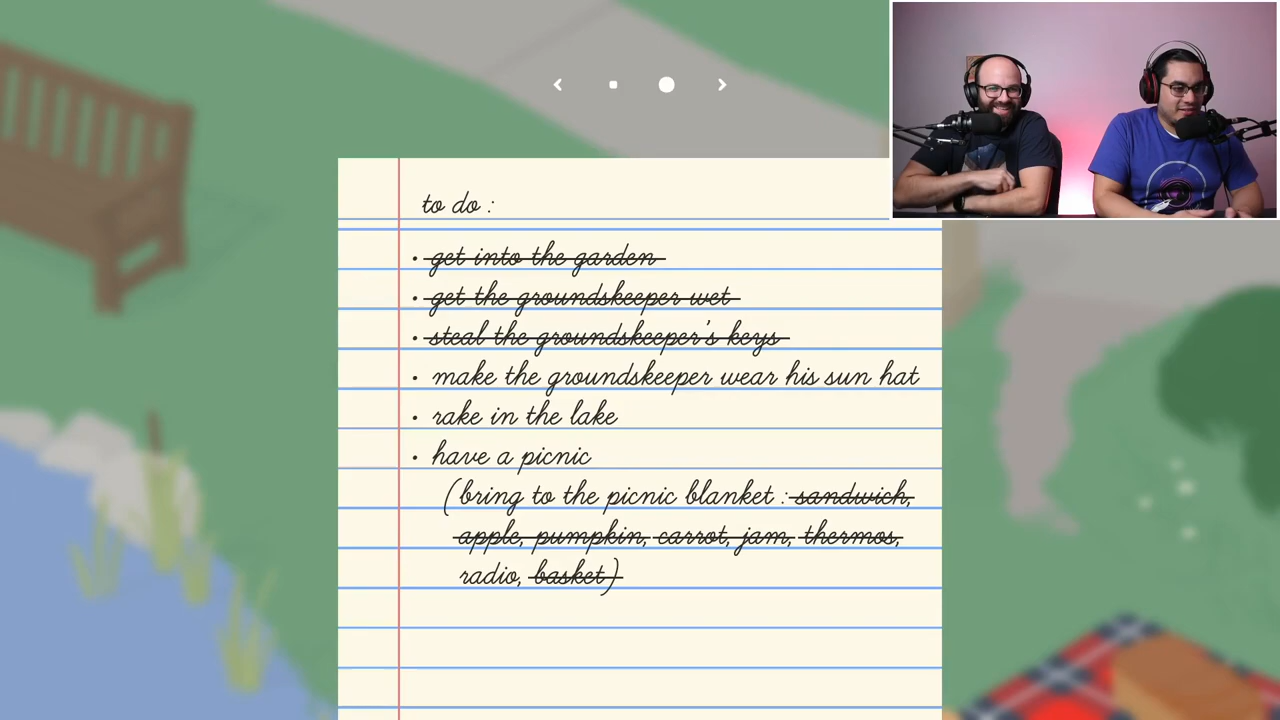 to do :
• get into the garden
• get the groundskeeper wet
• steal the groundskeeper's keys
• make the groundskeeper wear his sun hat
• rake in the lake
• have a picnic
(bring to the picnic blanket : sandwich,
apple, pumpkin, carrot, jam, thermos,
radio, basket)